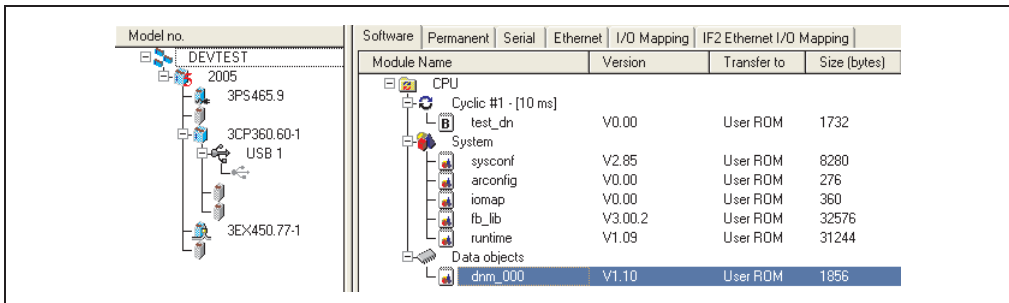 Model no.
DEVTEST
2005
3PS465.9
3CP360.60-1
USB 1
3EX450.77-1
Software Permanent Serial Ethernet I/O Mapping IF2 Ethernet I/O Mapping
Module Name Version Transfer to Size (bytes)
CPU
Cyclic #1 - [10 ms]
B test_dn V0.00 User ROM 1732
System
sysconf V2.85 User ROM 8280
arconfig V0.00 User ROM 276
iomap V0.00 User ROM 360
fb_lib V3.00.2 User ROM 32576
runtime V1.09 User ROM 31244
Data objects
dnm_000 V1.10 User ROM 1856